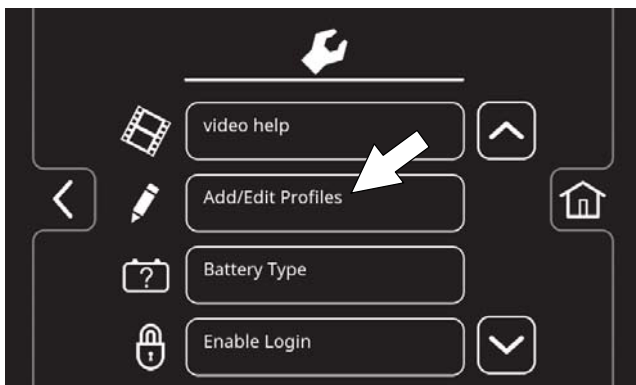 video help
Add/Edit Profiles
?
Battery Type
Enable Login